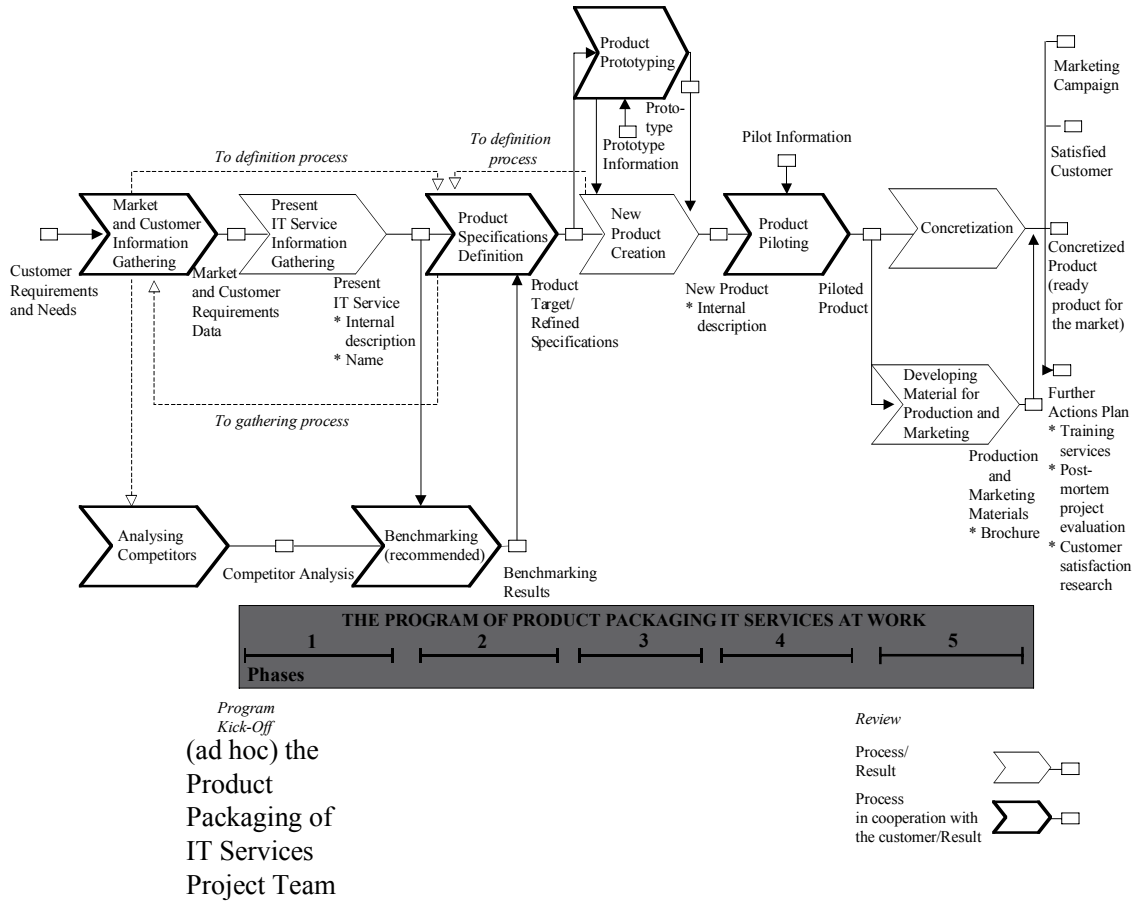 Product
Prototyping
Proto-
type
Prototype
Information
Pilot Information
Marketing
Campaign
Satisfied
Customer
To definition process
To definition
process
Market
and Customer
Information
Gathering
Present
IT Service
Information
Gathering
Product
Specifications
Definition
New
Product
Creation
Product
Piloting
Concretization
Customer
Requirements
and Needs
Market
and Customer
Requirements
Data
Present
IT Service
* Internal
description
* Name
Product
Target/
Refined
Specifications
New Product
* Internal
description
Piloted
Product
Concretized
Product
(ready
product for
the market)
To gathering process
Developing
Material for
Production and
Marketing
Production
and
Marketing
Materials
* Brochure
Further
Actions Plan
* Training
services
* Post-
mortem
project
evaluation
* Customer
satisfaction
research
Analysing
Competitors
Competitor Analysis
Benchmarking
(recommended)
Benchmarking
Results
THE PROGRAM OF PRODUCT PACKAGING IT SERVICES AT WORK
1 2 3 4 5
Phases
Program
Kick-Off
(ad hoc) the
Product
Packaging of
IT Services
Project Team
Review
Process/
Result
Process
in cooperation with
the customer/Result